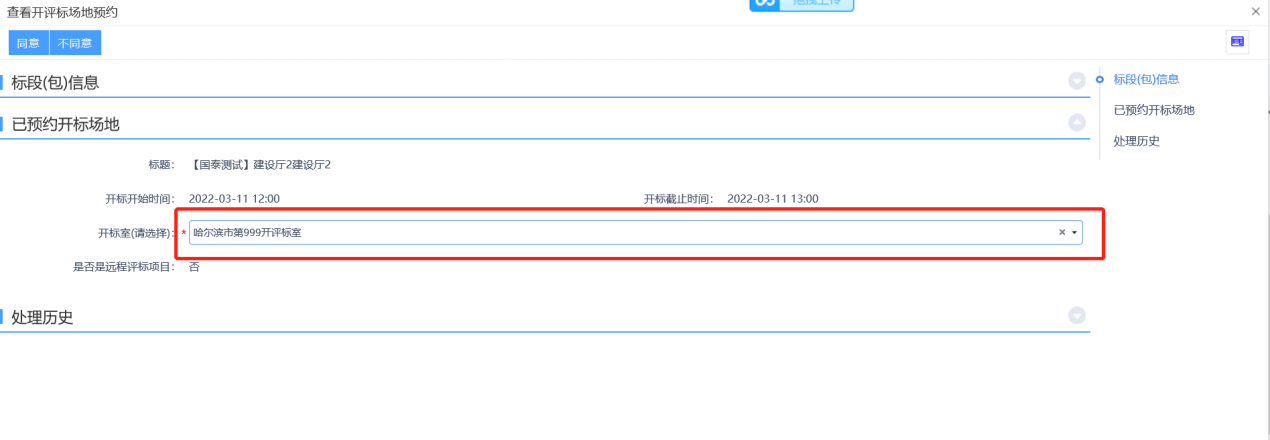 查看开评标场地预约
同意 不同意
标段(包)信息
已预约开标场地
标题： 【国泰测试】建设厅2建设厅2
开标开始时间： 2022-03-11 12:00 开标截止时间： 2022-03-11 13:00
开标室(请选择): * 哈尔滨市第999开评标室
是否是远程评标项目： 否
处理历史
标段(包)信息
已预约开标场地
处理历史